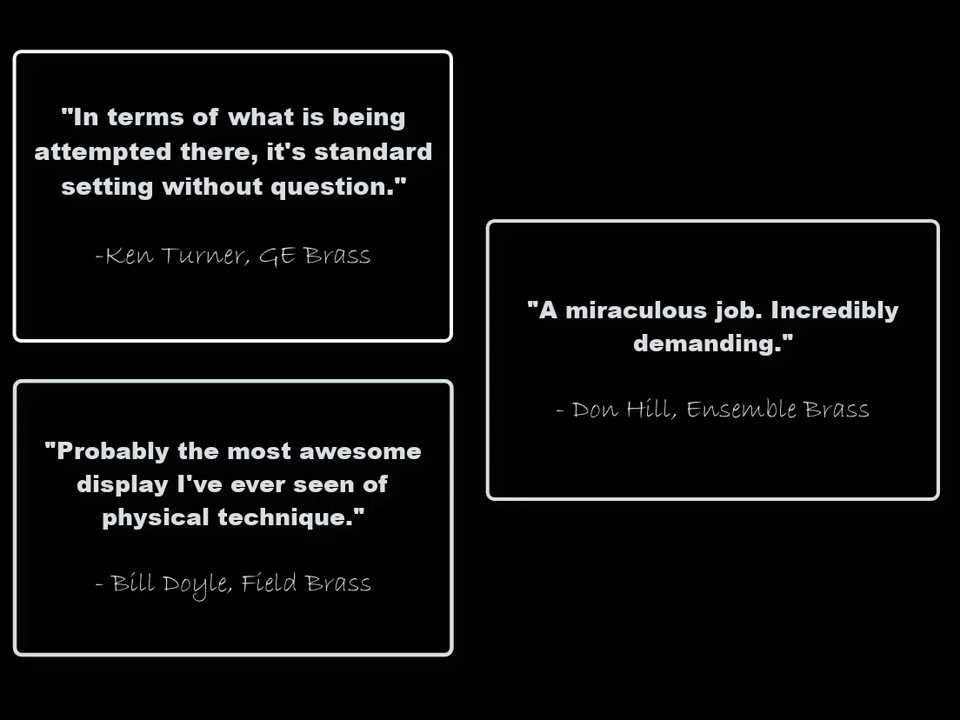 "In terms of what is being
attempted there, it's standard
setting without question."
-Ken Turner, GE Brass
"Probably the most awesome
display I've ever seen of
physical technique."
- Bill Doyle, Field Brass
"A miraculous job. Incredibly
demanding."
- Don Hill, Ensemble Brass